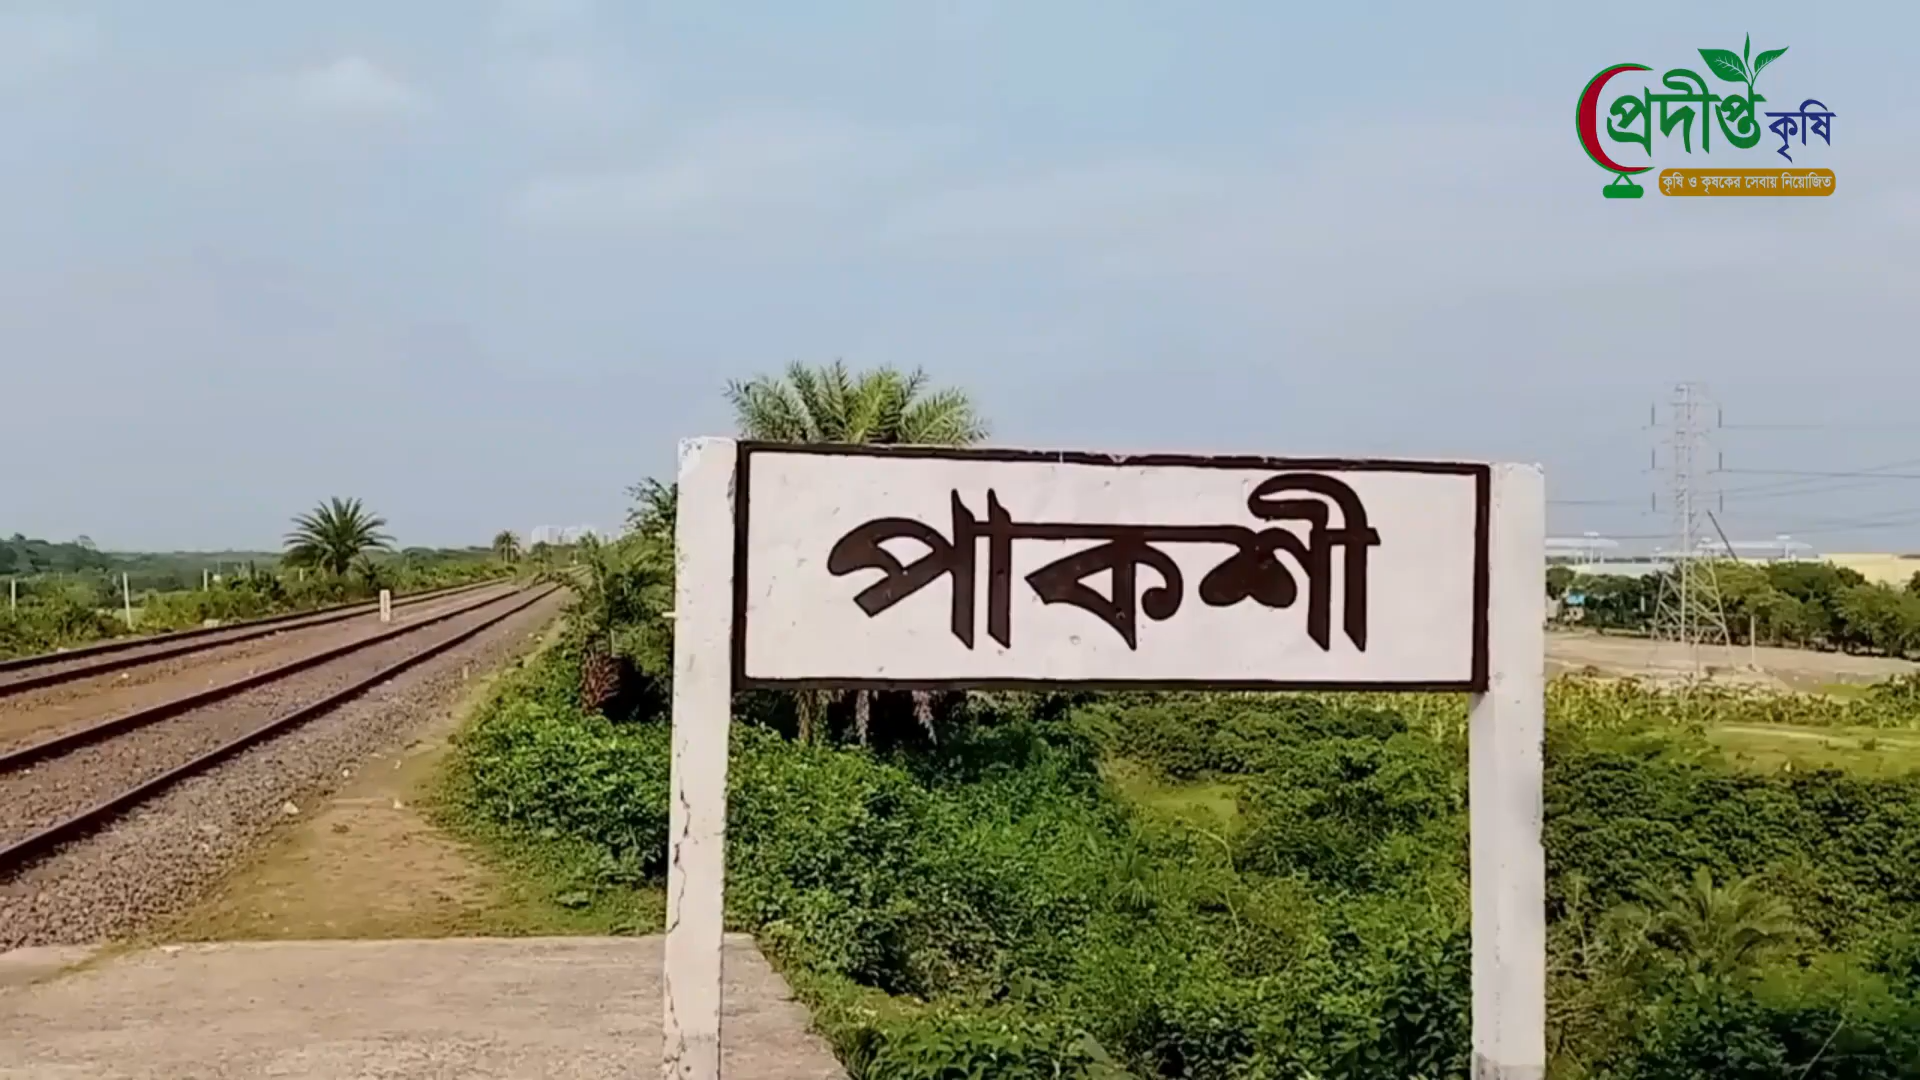 প্রদীপ্ত কৃষি
কৃষি ও কৃষকের সেবায় নিয়োজিত
পাকশী